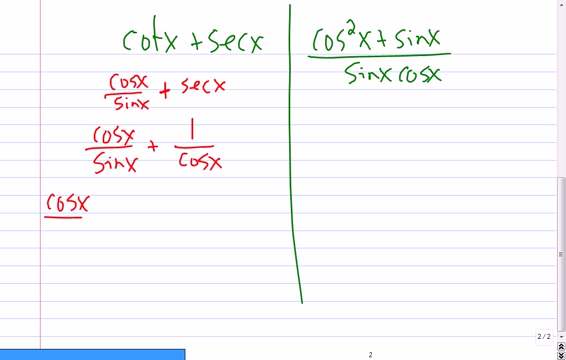 cotx + secx
cos²x + sinx
sinx cosx
cosx/sinx + secx
cosx/sinx + 1/cosx
cosx
2/2
2